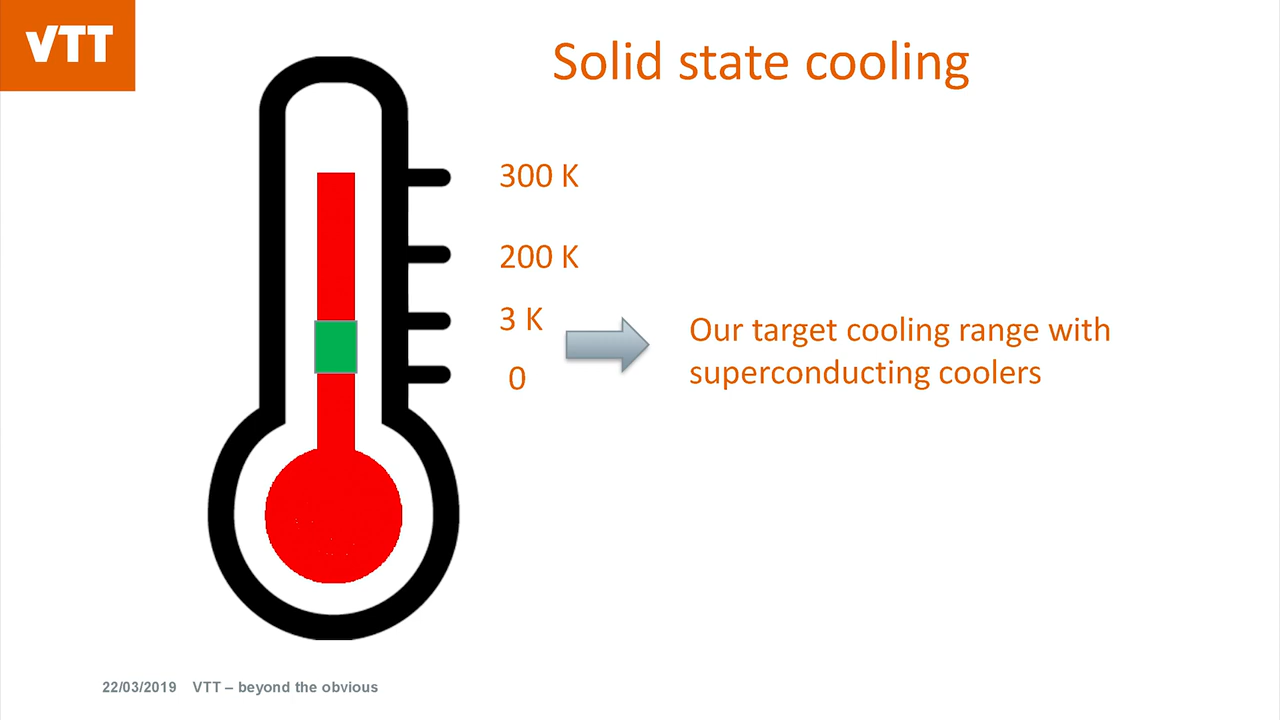 VTT
Solid state cooling
300 K
200 K
3 K
0
Our target cooling range with
superconducting coolers
22/03/2019 VTT – beyond the obvious